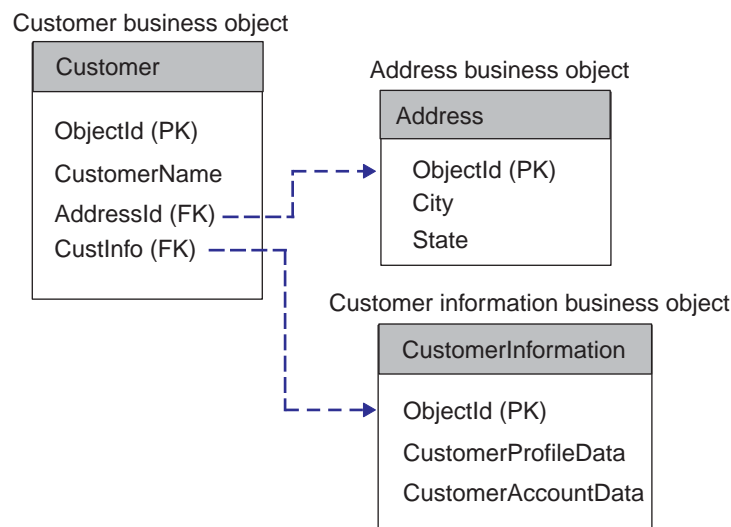 Customer business object
Customer
ObjectId (PK)
CustomerName
AddressId (FK)
CustInfo (FK)
Address business object
Address
ObjectId (PK)
City
State
Customer information business object
CustomerInformation
ObjectId (PK)
CustomerProfileData
CustomerAccountData